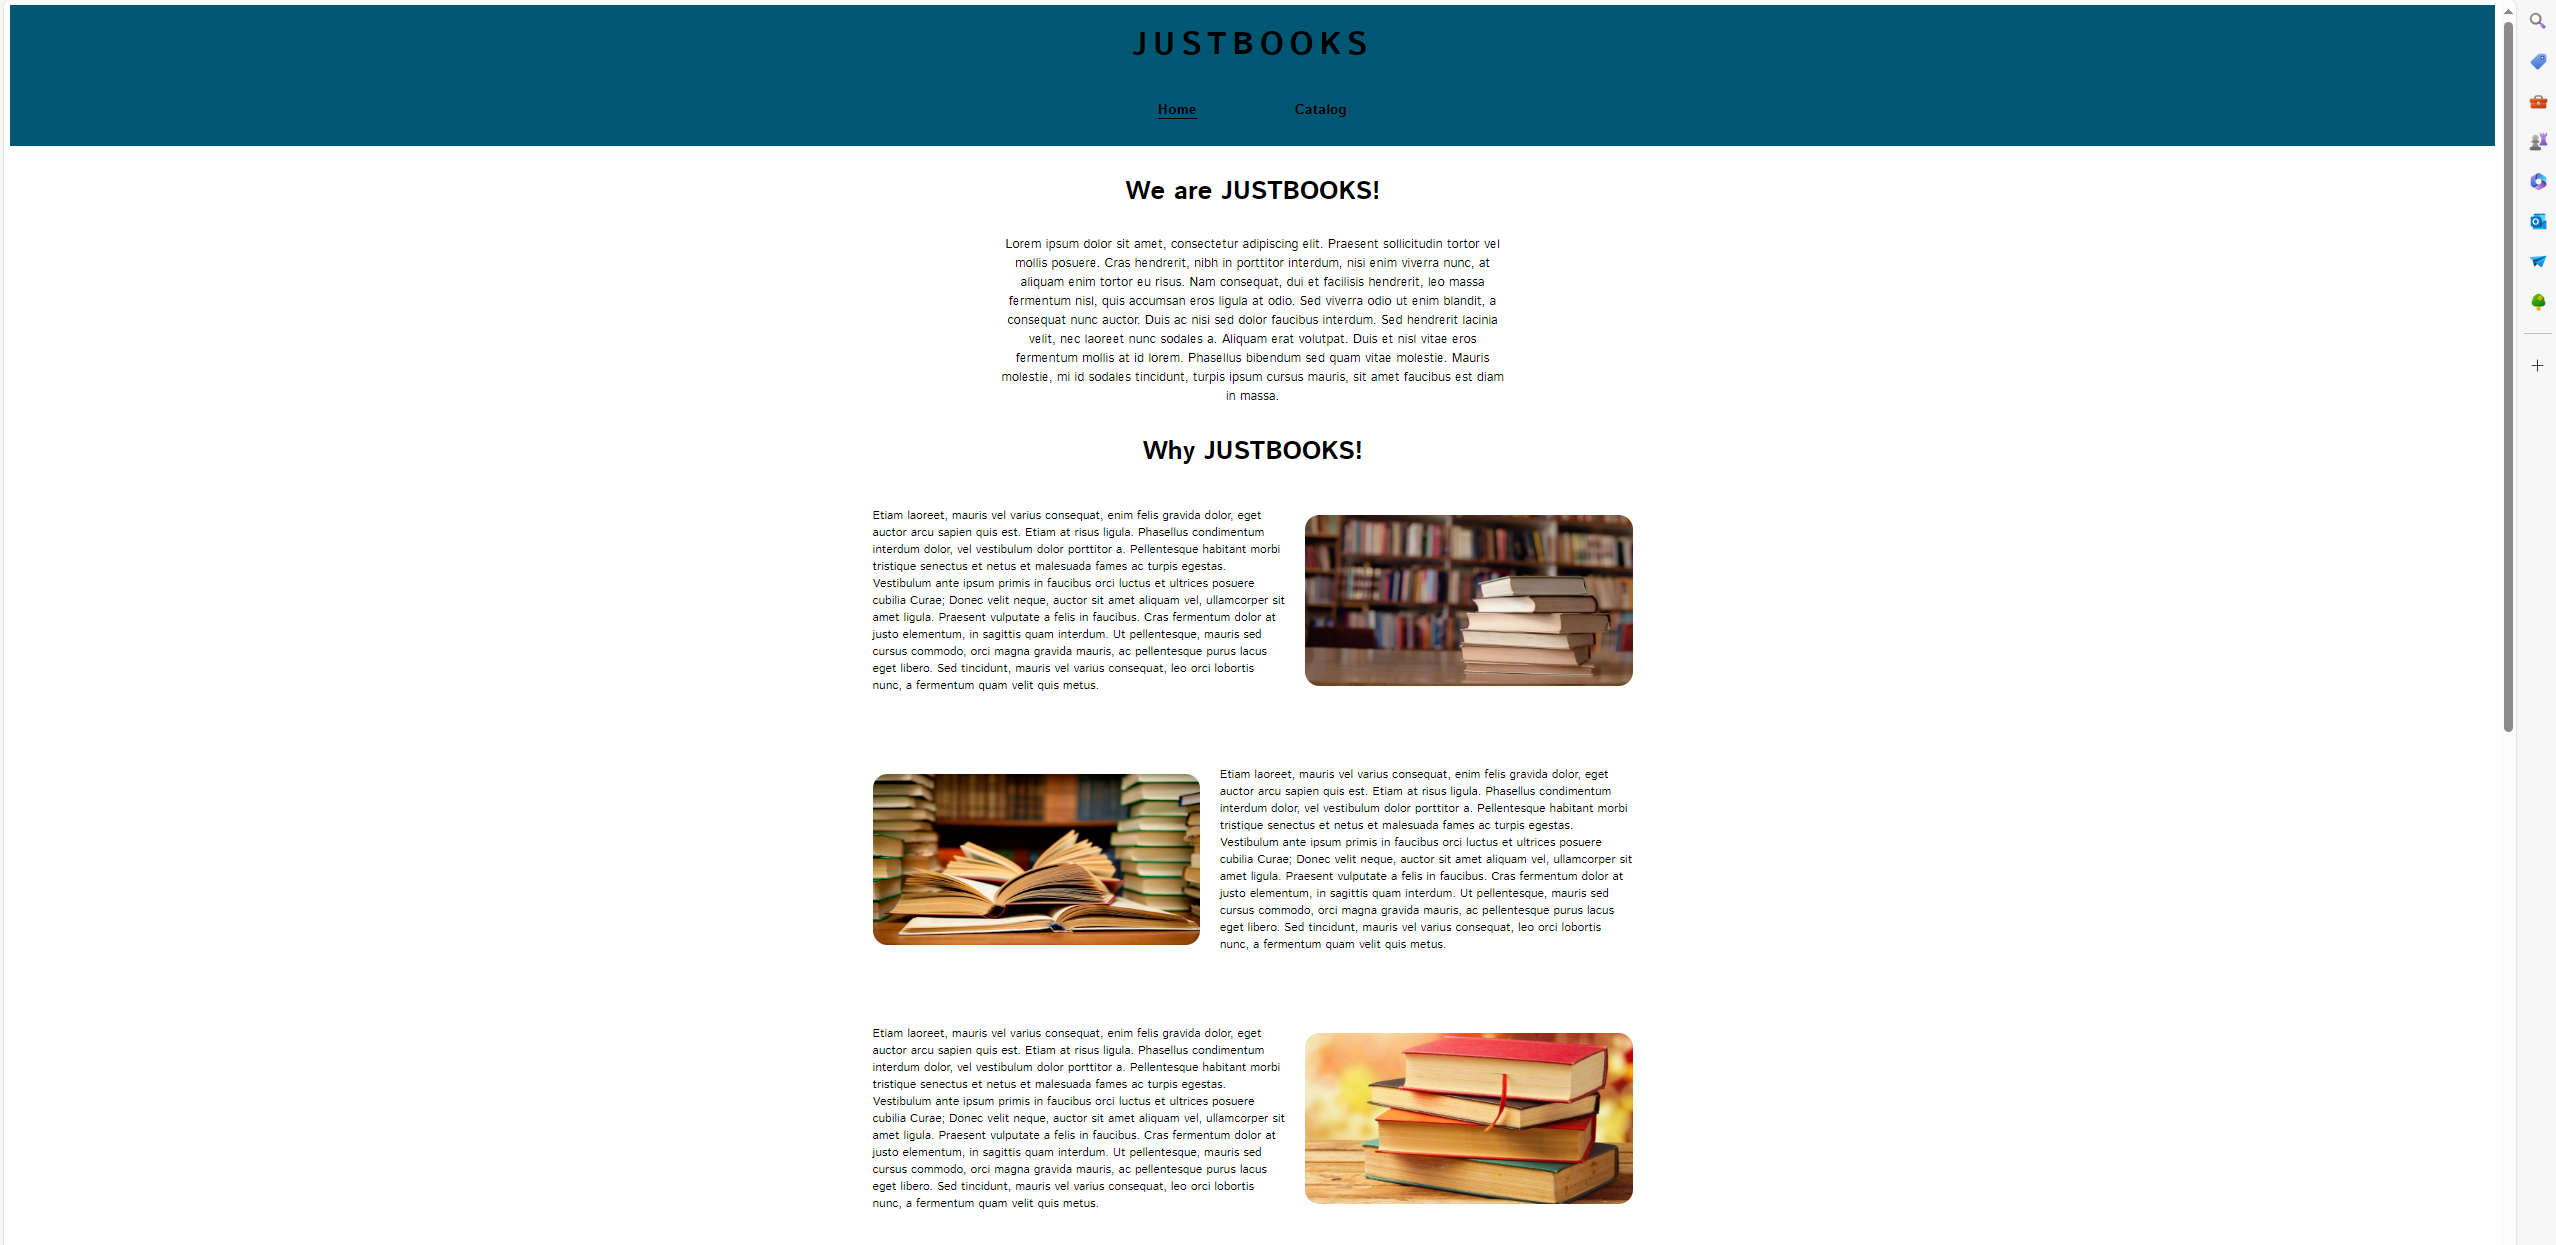 JUSTBOOKS
Home Catalog
We are JUSTBOOKS!
Lorem ipsum dolor sit amet, consectetur adipiscing elit. Praesent sollicitudin tortor vel
mollis posuere. Cras hendrerit, nibh in porttitor interdum, nisi enim viverra nunc, at
aliquam enim tortor eu risus. Nam consequat, dui et facilisis hendrerit, leo massa
fermentum nisl, quis accumsan eros ligula at odio. Sed viverra odio ut enim blandit, a
consequat nunc auctor. Duis ac nisi sed dolor faucibus interdum. Sed hendrerit lacinia
velit, nec laoreet nunc sodales a. Aliquam erat volutpat. Duis et nisl vitae eros
fermentum mollis at id lorem. Phasellus bibendum sed quam vitae molestie. Mauris
molestie, mi id sodales tincidunt, turpis ipsum cursus mauris, sit amet faucibus est diam
in massa.
Why JUSTBOOKS!
Etiam laoreet, mauris vel varius consequat, enim felis gravida dolor, eget
auctor arcu sapien quis est. Etiam at risus ligula. Phasellus condimentum
interdum dolor, vel vestibulum dolor porttitor a. Pellentesque habitant morbi
tristique senectus et netus et malesuada fames ac turpis egestas.
Vestibulum ante ipsum primis in faucibus orci luctus et ultrices posuere
cubilia Curae; Donec velit neque, auctor sit amet aliquam vel, ullamcorper sit
amet ligula. Praesent vulputate a felis in faucibus. Cras fermentum dolor at
justo elementum, in sagittis quam interdum. Ut pellentesque, mauris sed
cursus commodo, orci magna gravida mauris, ac pellentesque purus lacus
eget libero. Sed tincidunt, mauris vel varius consequat, leo orci lobortis
nunc, a fermentum quam velit quis metus.
Etiam laoreet, mauris vel varius consequat, enim felis gravida dolor, eget
auctor arcu sapien quis est. Etiam at risus ligula. Phasellus condimentum
interdum dolor, vel vestibulum dolor porttitor a. Pellentesque habitant morbi
tristique senectus et netus et malesuada fames ac turpis egestas.
Vestibulum ante ipsum primis in faucibus orci luctus et ultrices posuere
cubilia Curae; Donec velit neque, auctor sit amet aliquam vel, ullamcorper sit
amet ligula. Praesent vulputate a felis in faucibus. Cras fermentum dolor at
justo elementum, in sagittis quam interdum. Ut pellentesque, mauris sed
cursus commodo, orci magna gravida mauris, ac pellentesque purus lacus
eget libero. Sed tincidunt, mauris vel varius consequat, leo orci lobortis
nunc, a fermentum quam velit quis metus.
Etiam laoreet, mauris vel varius consequat, enim felis gravida dolor, eget
auctor arcu sapien quis est. Etiam at risus ligula. Phasellus condimentum
interdum dolor, vel vestibulum dolor porttitor a. Pellentesque habitant morbi
tristique senectus et netus et malesuada fames ac turpis egestas.
Vestibulum ante ipsum primis in faucibus orci luctus et ultrices posuere
cubilia Curae; Donec velit neque, auctor sit amet aliquam vel, ullamcorper sit
amet ligula. Praesent vulputate a felis in faucibus. Cras fermentum dolor at
justo elementum, in sagittis quam interdum. Ut pellentesque, mauris sed
cursus commodo, orci magna gravida mauris, ac pellentesque purus lacus
eget libero. Sed tincidunt, mauris vel varius consequat, leo orci lobortis
nunc, a fermentum quam velit quis metus.